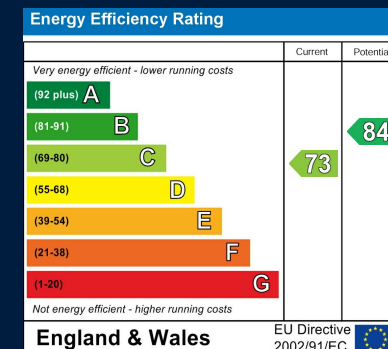 Energy Efficiency Rating
Current Potentia
Very energy efficient - lower running costs
(92 plus) A
(81-91) B
84
(69-80) C
73
(55-68) D
(39-54) E
(21-38) F
(1-20) G
Not energy efficient - higher running costs
England & Wales
EU Directive
2002/91/EC